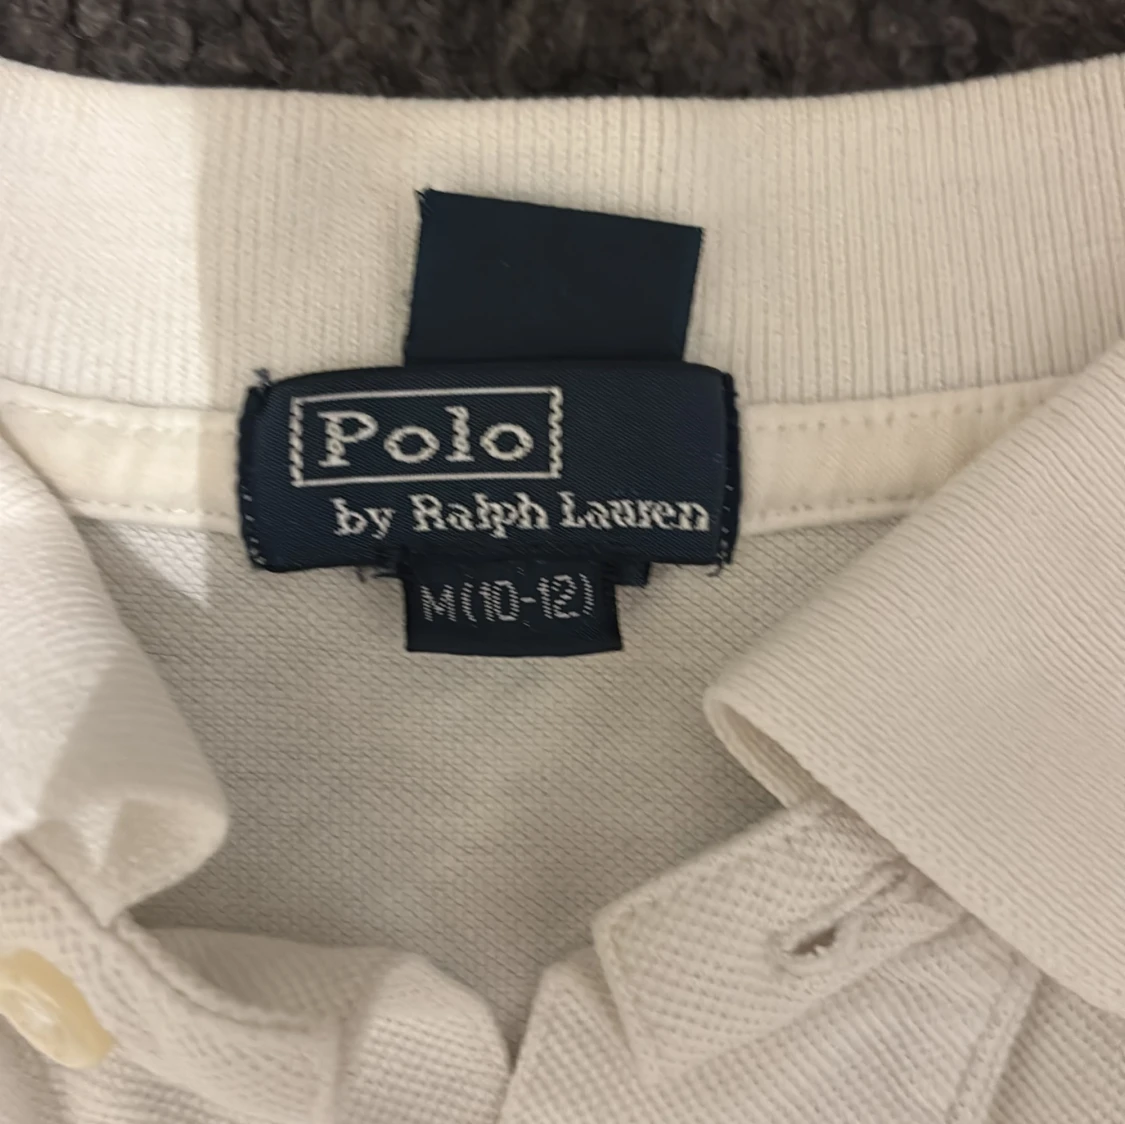 Polo
by Ralph Lauren
M(10-12)